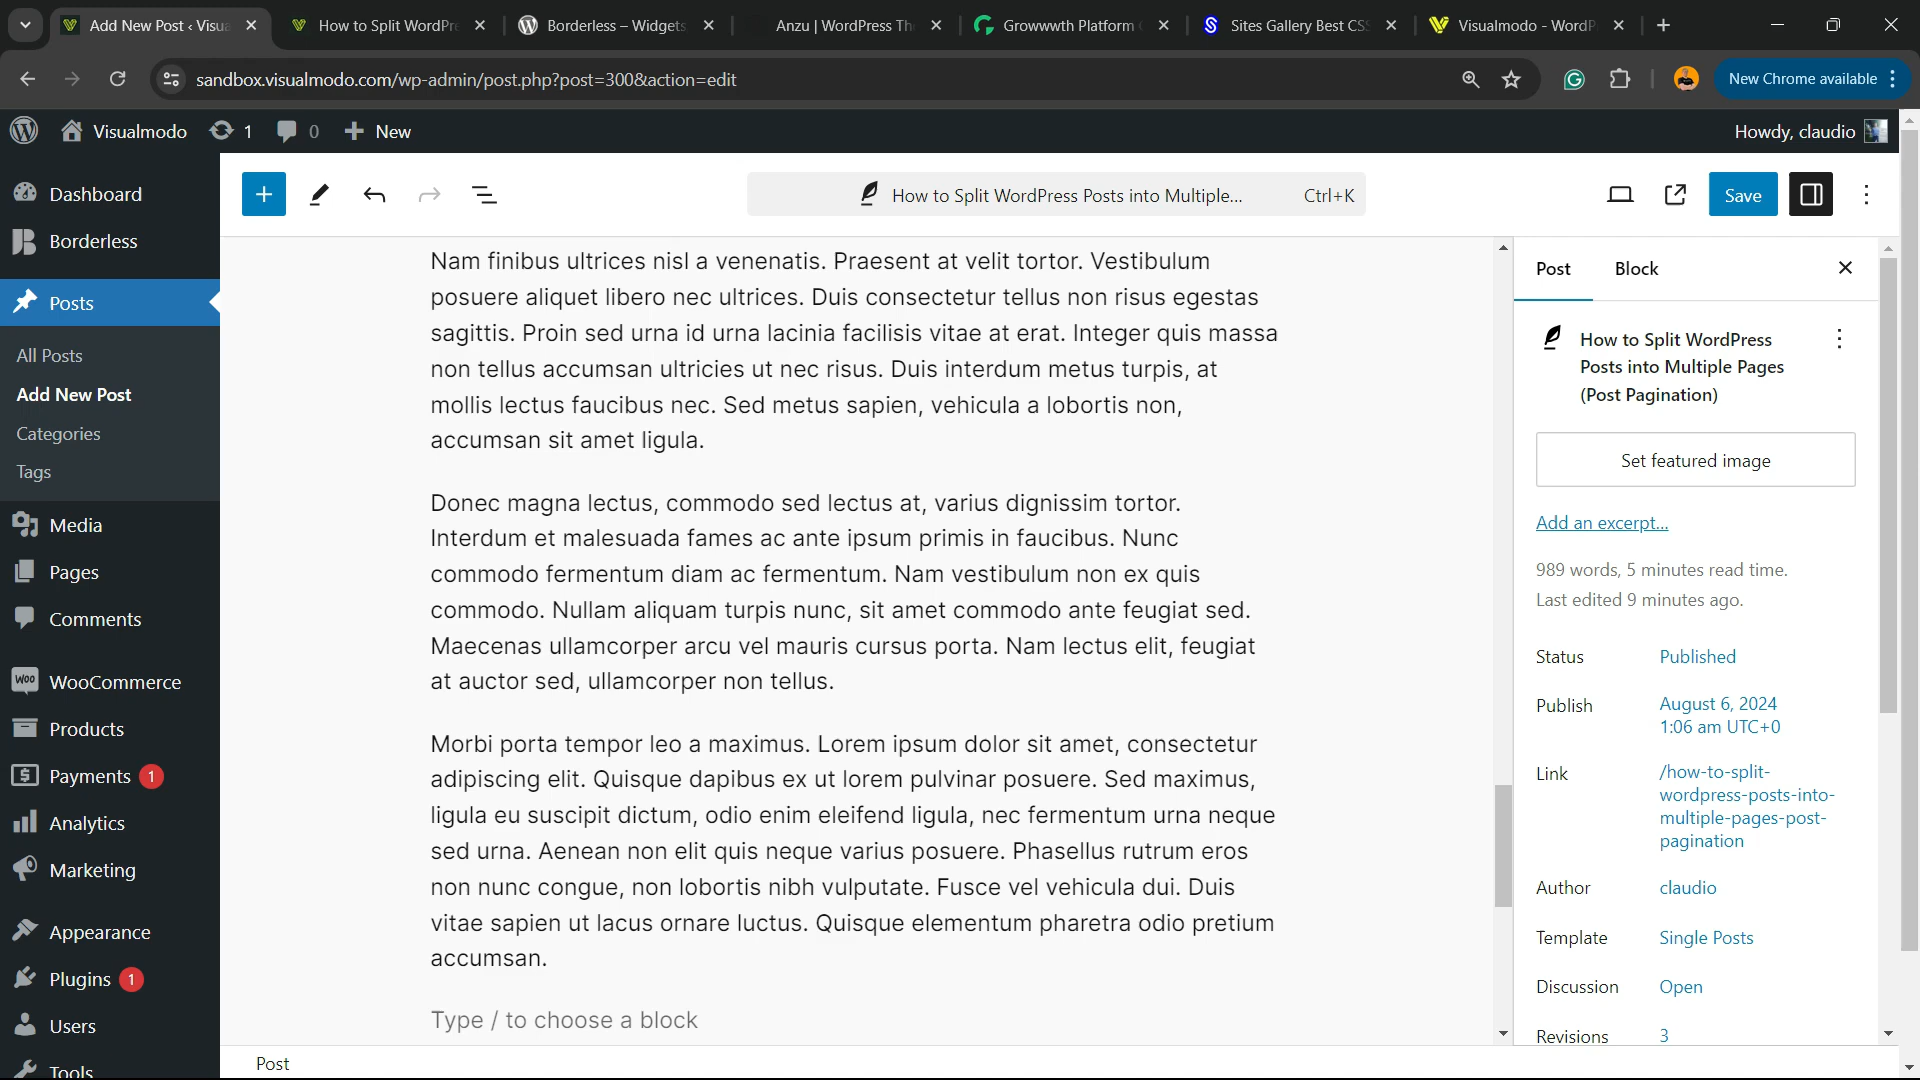 Add New Post ‹ Visua
How to Split WordPre
Borderless – Widgets
Anzu | WordPress Th
Growwwth Platform
Sites Gallery Best CSS
Visualmodo - WordP
sandbox.visualmodo.com/wp-admin/post.php?post=300&action=edit
New Chrome available
Visualmodo
1
0
New
Howdy, claudio
Dashboard
Borderless
Posts
All Posts
Add New Post
Categories
Tags
Media
Pages
Comments
Woo WooCommerce
Products
Payments 1
Analytics
Marketing
Appearance
Plugins 1
Users
Tools
How to Split WordPress Posts into Multiple... Ctrl+K
Save
Nam finibus ultrices nisl a venenatis. Praesent at velit tortor. Vestibulum
posuere aliquet libero nec ultrices. Duis consectetur tellus non risus egestas
sagittis. Proin sed urna id urna lacinia facilisis vitae at erat. Integer quis massa
non tellus accumsan ultricies ut nec risus. Duis interdum metus turpis, at
mollis lectus faucibus nec. Sed metus sapien, vehicula a lobortis non,
accumsan sit amet ligula.
Donec magna lectus, commodo sed lectus at, varius dignissim tortor.
Interdum et malesuada fames ac ante ipsum primis in faucibus. Nunc
commodo fermentum diam ac fermentum. Nam vestibulum non ex quis
commodo. Nullam aliquam turpis nunc, sit amet commodo ante feugiat sed.
Maecenas ullamcorper arcu vel mauris cursus porta. Nam lectus elit, feugiat
at auctor sed, ullamcorper non tellus.
Morbi porta tempor leo a maximus. Lorem ipsum dolor sit amet, consectetur
adipiscing elit. Quisque dapibus ex ut lorem pulvinar posuere. Sed maximus,
ligula eu suscipit dictum, odio enim eleifend ligula, nec fermentum urna neque
sed urna. Aenean non elit quis neque varius posuere. Phasellus rutrum eros
non nunc congue, non lobortis nibh vulputate. Fusce vel vehicula dui. Duis
vitae sapien ut lacus ornare luctus. Quisque elementum pharetra odio pretium
accumsan.
Type / to choose a block
Post
Post Block
How to Split WordPress
Posts into Multiple Pages
(Post Pagination)
Set featured image
Add an excerpt...
989 words, 5 minutes read time.
Last edited 9 minutes ago.
Status Published
Publish August 6, 2024
1:06 am UTC+0
Link /how-to-split-
wordpress-posts-into-
multiple-pages-post-
pagination
Author claudio
Template Single Posts
Discussion Open
Revisions 3